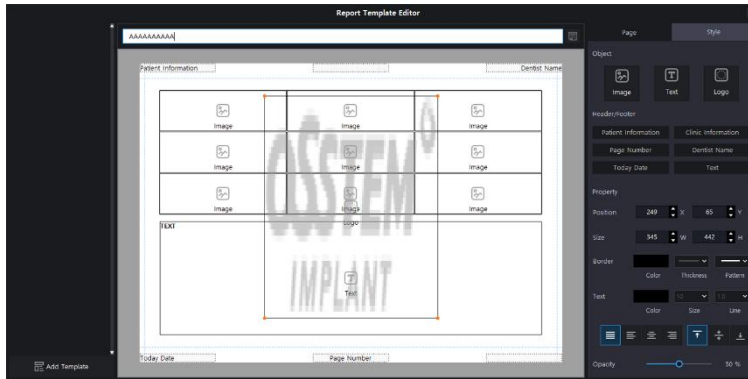 Report Template Editor
AAAAAAAAAA
Page
Style
Patient Information
Dentist Name
Image
Image
Image
Image
Image
Image
Image
Image
Image
Logo
OSSTEM®
IMPLANT
TEXT
Text
Today Date
Page Number
Add Template
Object
Image
Text
Logo
Header/Footer
Patient Information
Clinic Information
Page Number
Dentist Name
Today Date
Text
Property
Position 249 X 65 Y
Size 345 W 442 H
Border
Color Thickness Pattern
Text 10 1.0
Color Size Line
Opacity 50 %